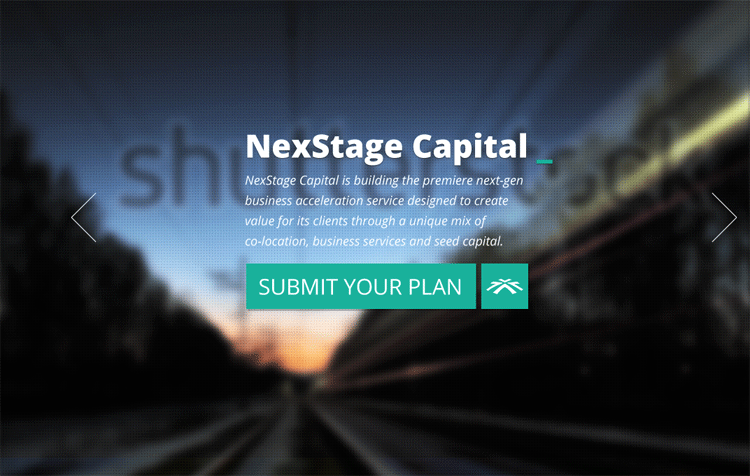 shutterstock
NexStage Capital _
NexStage Capital is building the premiere next-gen
business acceleration service designed to create
value for its clients through a unique mix of
co-location, business services and seed capital.
SUBMIT YOUR PLAN